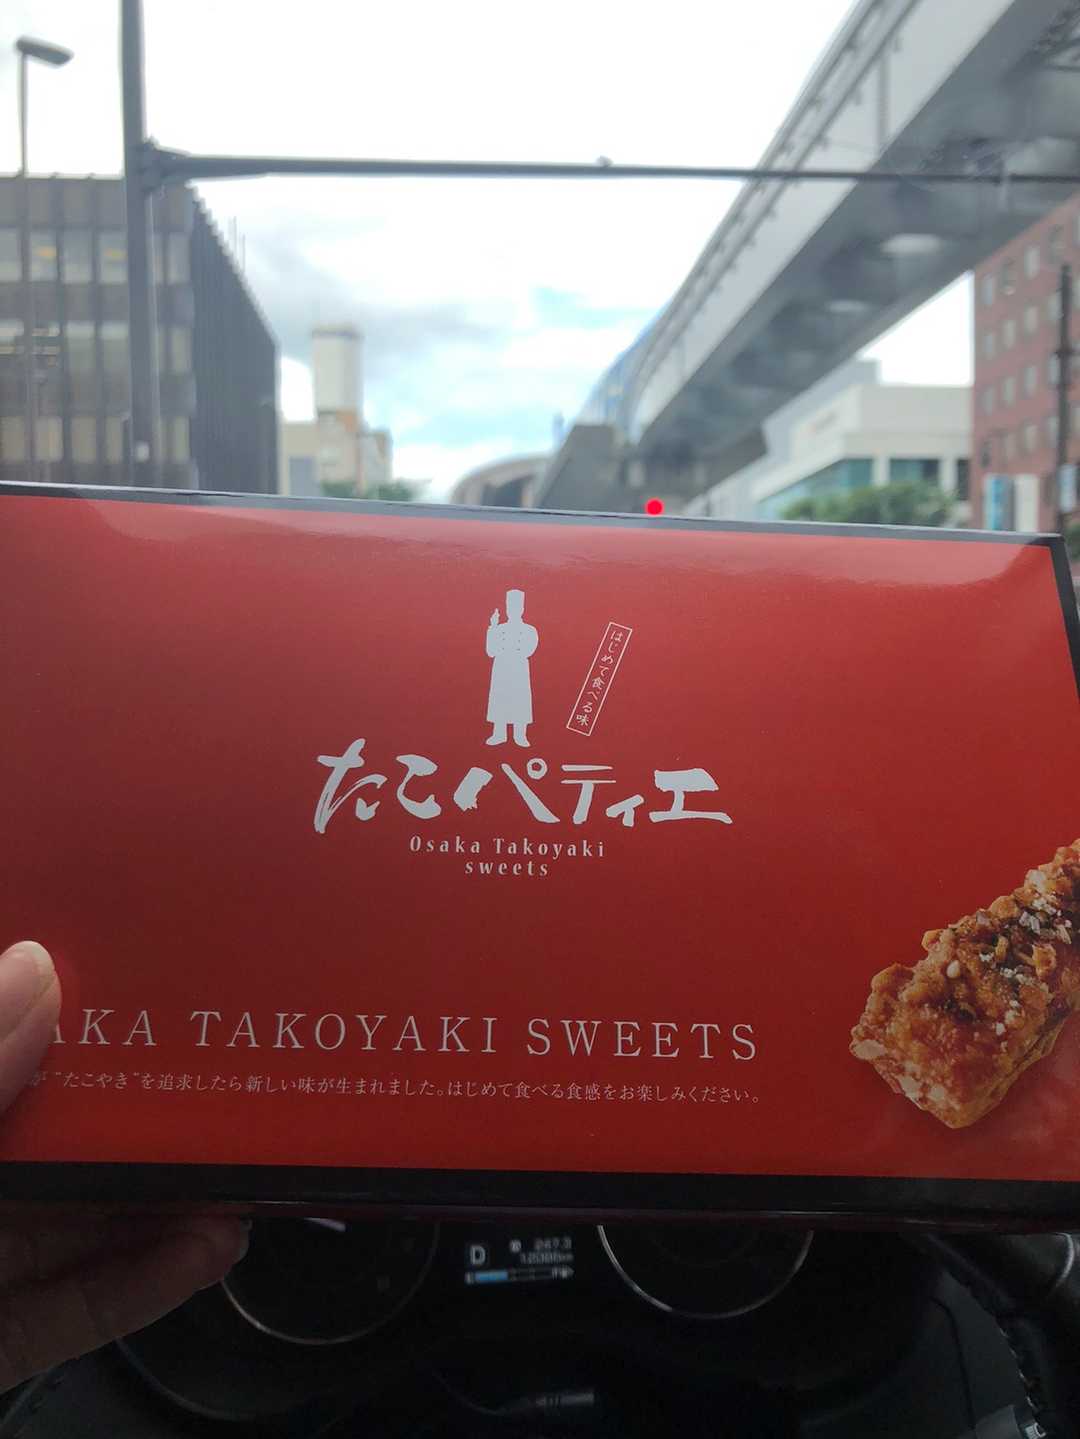 はじめて食べる味
たこパティエ
Osaka Takoyaki
sweets
AKA TAKOYAKI SWEETS
が“たこやき”を追求したら新しい味が生まれました。はじめて食べる食感をお楽しみください。
D